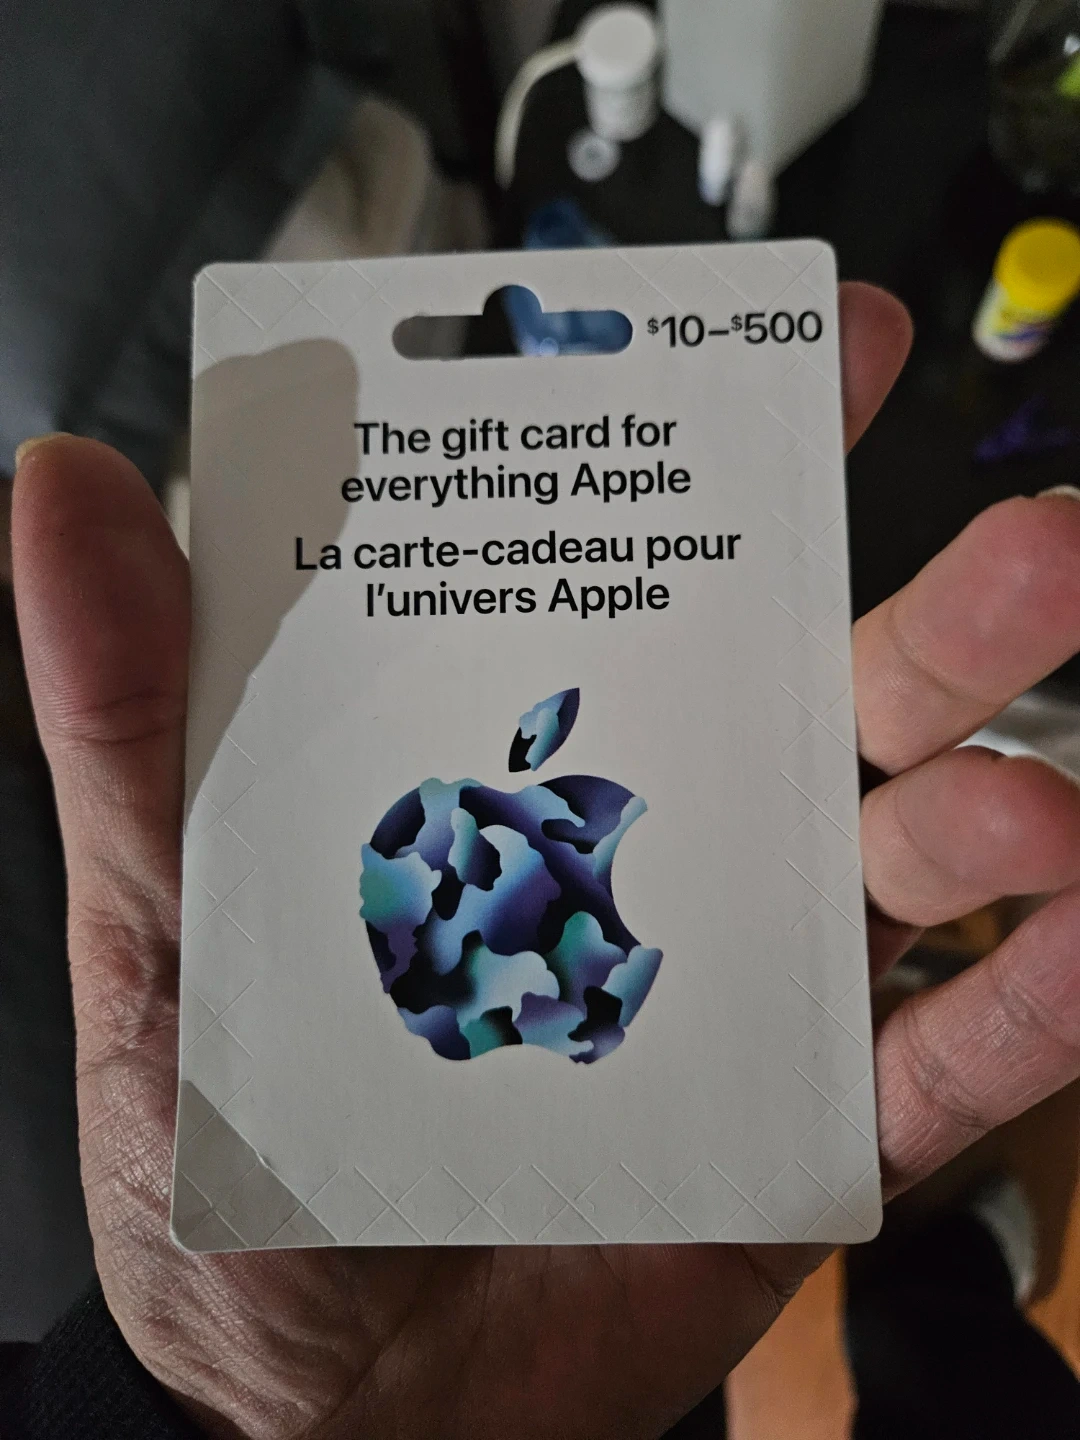 $10–$500
The gift card for
everything Apple
La carte-cadeau pour
l'univers Apple